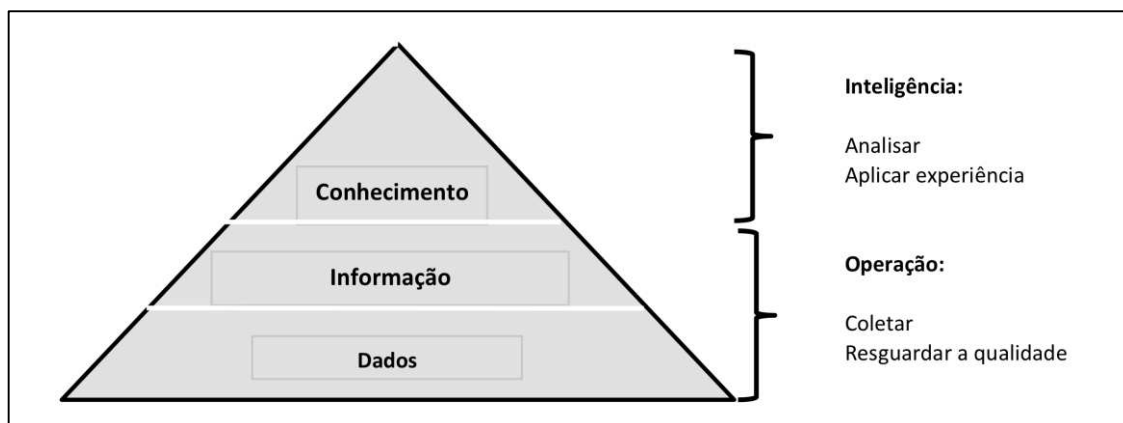 Conhecimento
Informação
Dados
Inteligência:
Analisar
Aplicar experiência
Operação:
Coletar
Resguardar a qualidade